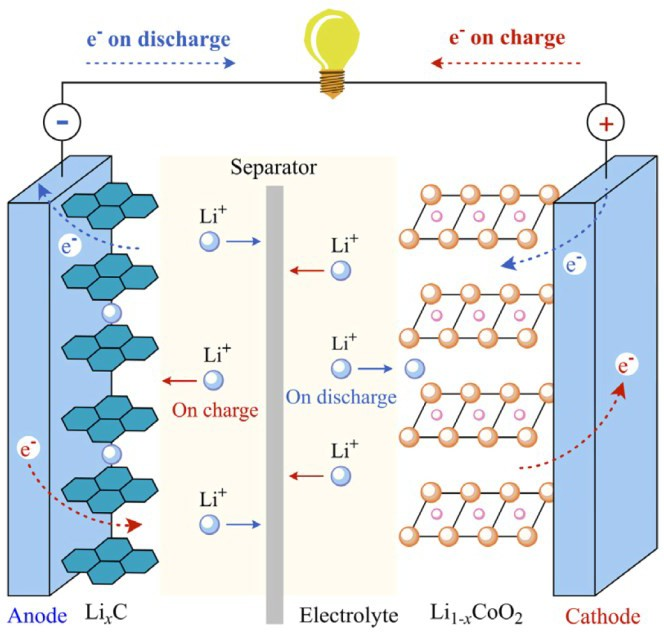 e⁻ on discharge
e⁻ on charge
-
+
Separator
e⁻
Li⁺
Li⁺
e⁻
Li⁺
Li⁺
On charge
On discharge
e⁻
e⁻
Li⁺
Li⁺
Anode LiₓC Electrolyte Li₁₋ₓCoO₂ Cathode